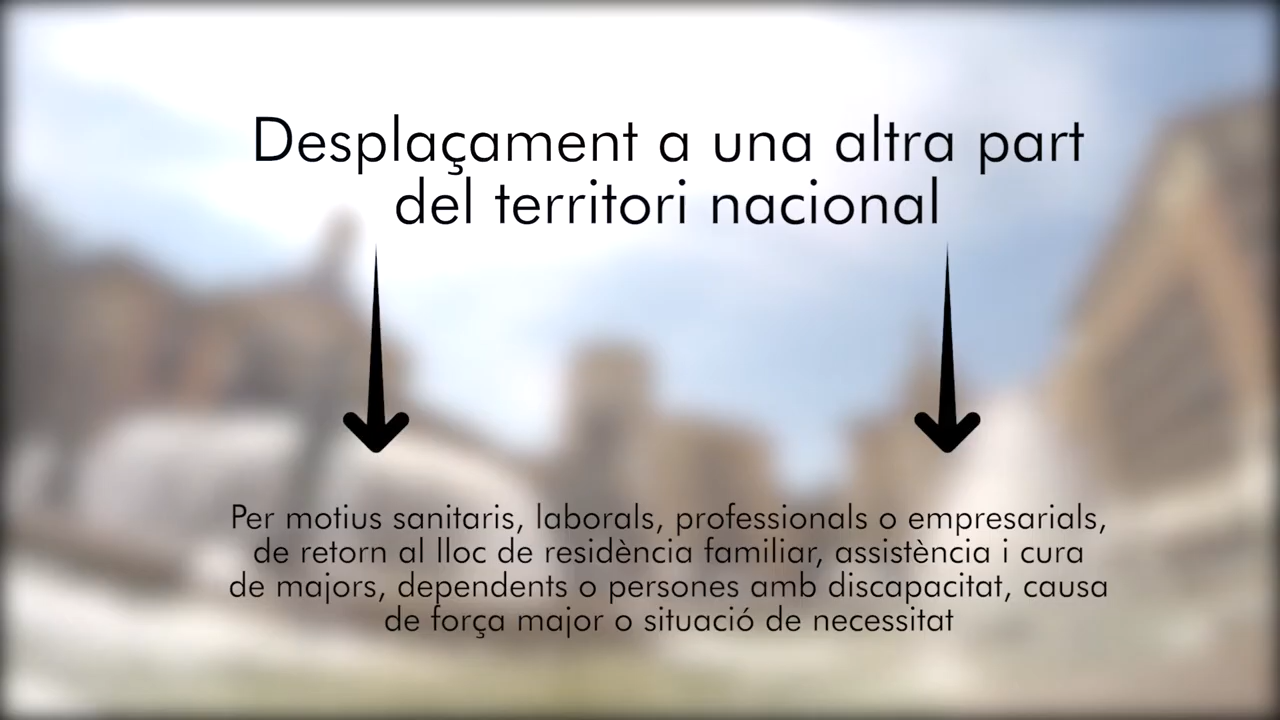 Desplaçament a una altra part
del territori nacional
Per motius sanitaris, laborals, professionals o empresarials,
de retorn al lloc de residència familiar, assistència i cura
de majors, dependents o persones amb discapacitat, causa
de força major o situació de necessitat